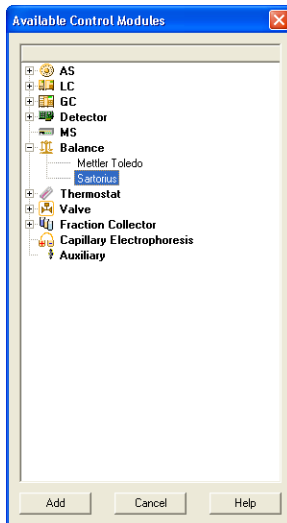 Available Control Modules
AS
LC
GC
Detector
MS
Balance
Mettler Toledo
Sartorius
Thermostat
Valve
Fraction Collector
Capillary Electrophoresis
Auxiliary
Add Cancel Help